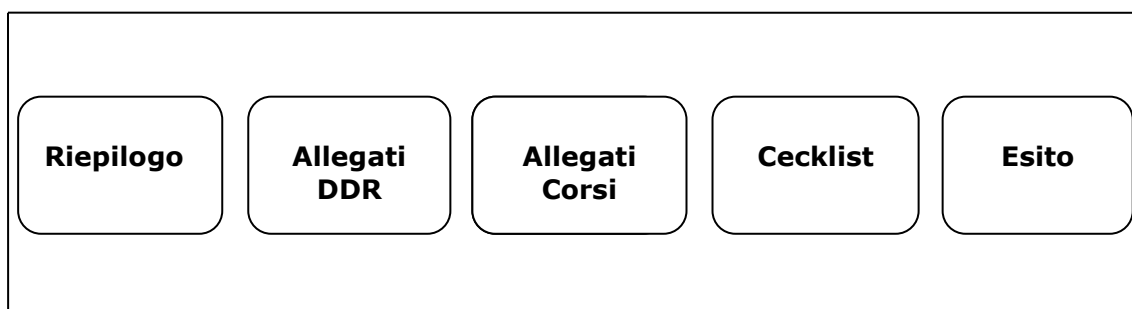 Riepilogo
Allegati
DDR
Allegati
Corsi
Cecklist
Esito